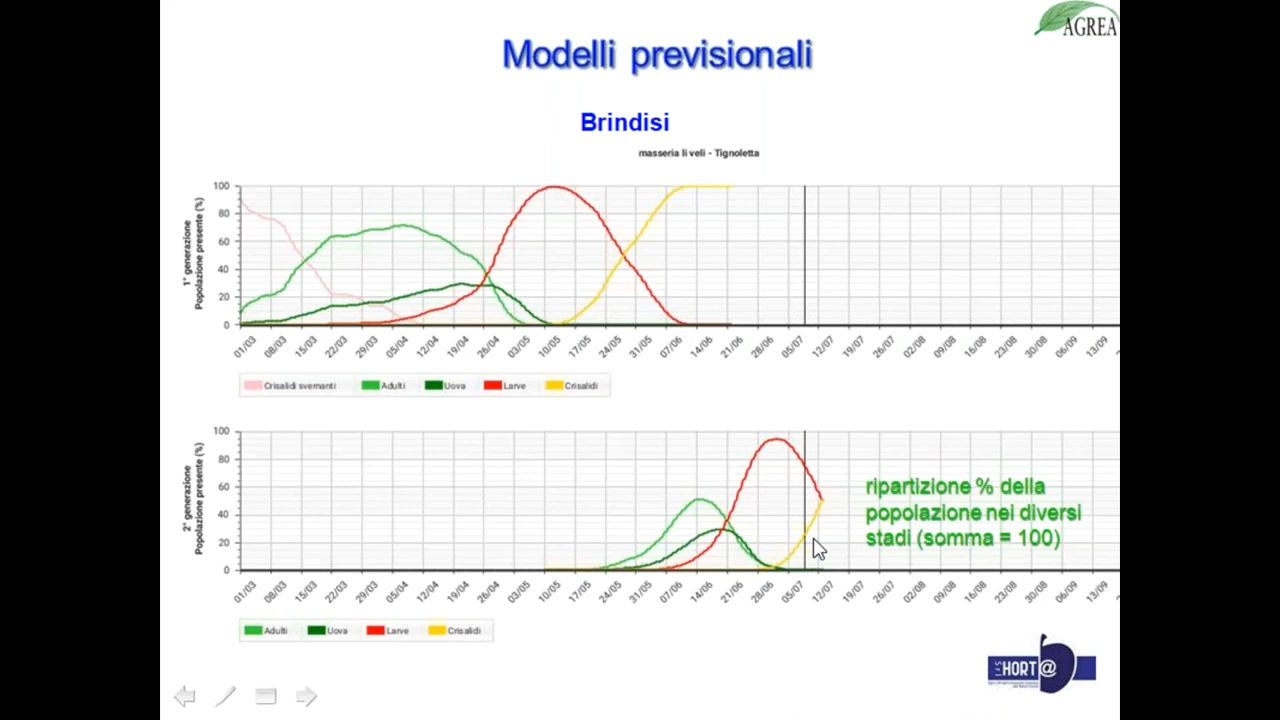 AGREA
Modelli previsionali
Brindisi
masseria li veli - Tignoletta
1° generazione
Popolazione presente (%)
100
80
60
40
20
0
01/03 08/03 15/03 22/03 29/03 05/04 12/04 19/04 26/04 03/05 10/05 17/05 24/05 31/05 07/06 14/06 21/06 28/06 05/07 12/07 19/07 26/07 02/08 09/08 16/08 23/08 30/08 06/09 13/09
Crisalidi svernanti Adulti Uova Larve Crisalidi
2° generazione
Popolazione presente (%)
100
80
60
40
20
0
ripartizione % della
popolazione nei diversi
stadi (somma = 100)
01/03 08/03 15/03 22/03 29/03 05/04 12/04 19/04 26/04 03/05 10/05 17/05 24/05 31/05 07/06 14/06 21/06 28/06 05/07 12/07 19/07 26/07 02/08 09/08 16/08 23/08 30/08 06/09 13/09
Adulti Uova Larve Crisalidi
HORT@